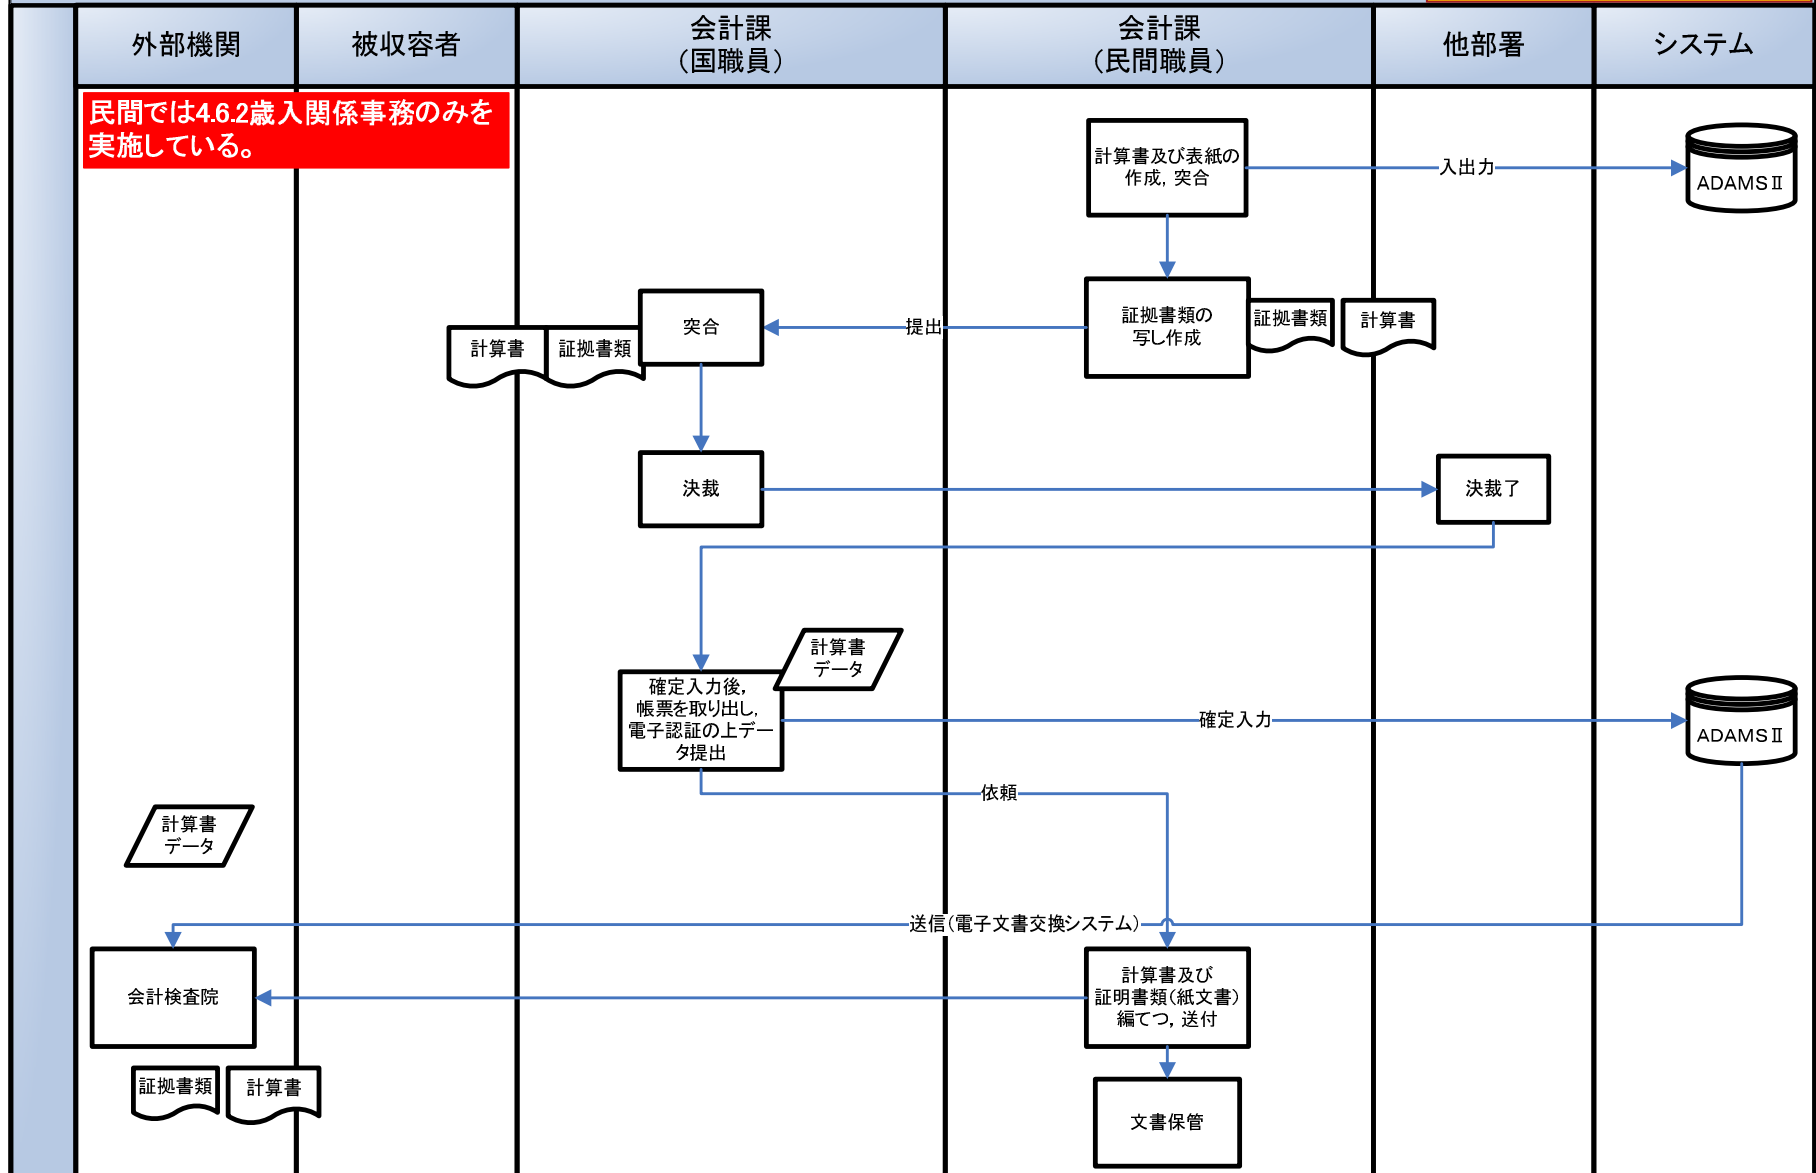 外部機関
被収容者
会計課
（国職員）
会計課
（民間職員）
他部署
システム
民間では4.6.2歳入関係事務のみを
実施している。
計算書及び表紙の
作成，突合
入出力
ADAMSⅡ
突合
計算書
証拠書類
提出
証拠書類の
写し作成
証拠書類
計算書
決裁
決裁了
計算書
データ
確定入力後，
帳票を取り出し，
電子認証の上デー
タ提出
確定入力
ADAMSⅡ
依頼
計算書
データ
送信（電子文書交換システム）
会計検査院
計算書及び
証明書類（紙文書）
編てつ，送付
証拠書類
計算書
文書保管